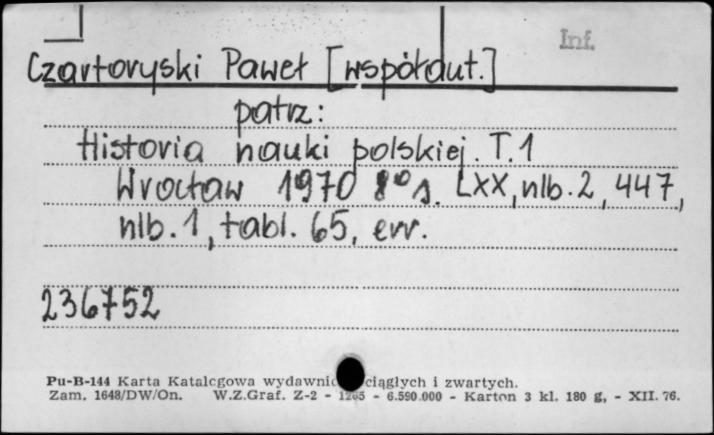 Inf.
Czartoryski Paweł [współaut.]
patrz:
Historia nauki polskiej. T. 1
Wrocław 1970 8° s. LXX, nlb. 2, 447,
nlb. 1, tabl. 65, err.
236752
Pu-B-144 Karta Katalogowa wydawnic ciągłych i zwartych.
Zam. 1648/DW/On. W.Z.Graf. Z-2 - 1265 - 6.590.000 - Karton 3 kl. 180 g, - XII. 76.